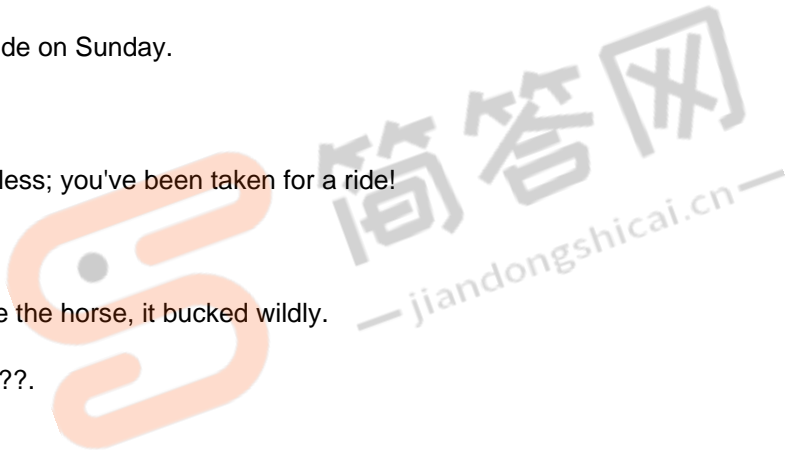 de on Sunday.
less; you've been taken for a ride!
e the horse, it bucked wildly.
??.
简答网
jiandongshicai.cn